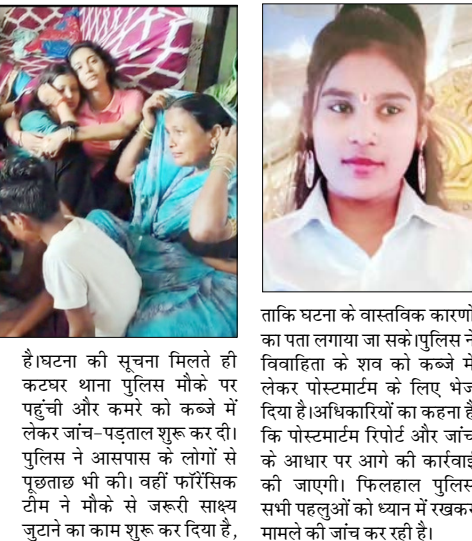 है।घटना की सूचना मिलते ही
कटघर थाना पुलिस मौके पर
पहुंची और कमरे को कब्जे में
लेकर जांच-पड़ताल शुरू कर दी।
पुलिस ने आसपास के लोगों से
पूछताछ भी की। वहीं फॉरेंसिक
टीम ने मौके से जरूरी साक्ष्य
जुटाने का काम शुरू कर दिया है,
ताकि घटना के वास्तविक कारणों
का पता लगाया जा सके।पुलिस ने
विवाहिता के शव को कब्जे में
लेकर पोस्टमार्टम के लिए भेज
दिया है।अधिकारियों का कहना है
कि पोस्टमार्टम रिपोर्ट और जांच
के आधार पर आगे की कार्रवाई
की जाएगी। फिलहाल पुलिस
सभी पहलुओं को ध्यान में रखकर
मामले की जांच कर रही है।